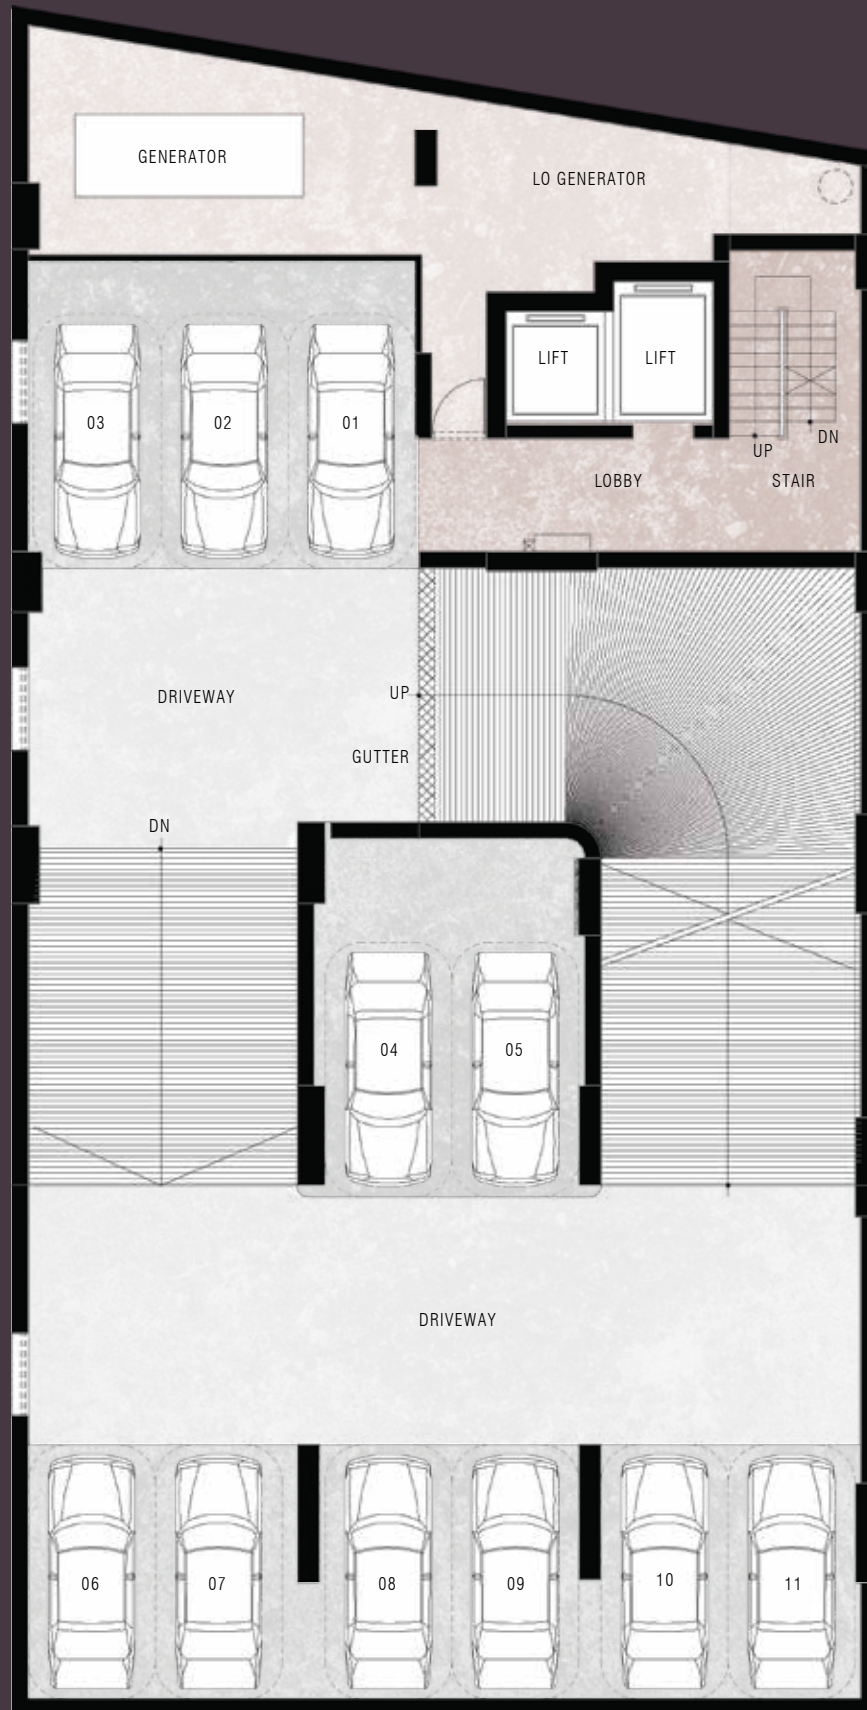 GENERATOR
LO GENERATOR
LIFT
LIFT
03
02
01
UP
DN
LOBBY
STAIR
DRIVEWAY
UP
GUTTER
DN
04
05
DRIVEWAY
06
07
08
09
10
11